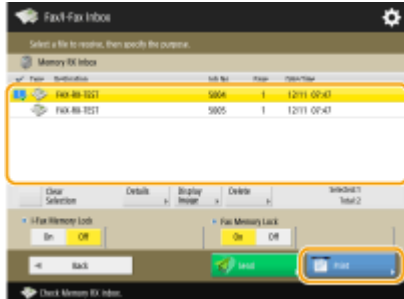 Fax/I-Fax Inbox
Select a file to receive, then specify the purpose.
Memory RX Inbox
✓ Type Destination Job No. Page Date/Time
FAX-RX-TEST 5004 1 12/11 07:47
FAX-RX-TEST 5005 1 12/11 07:47
Clear Selection
Details
Display Image
Delete
Selected:1
Total:2
I-Fax Memory Lock
On Off
Fax Memory Lock
On Off
Back
Send
Print
Check Memory RX Inbox.